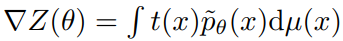 ∇Z(θ) = ∫ t(x)p̃_θ(x)dμ(x)